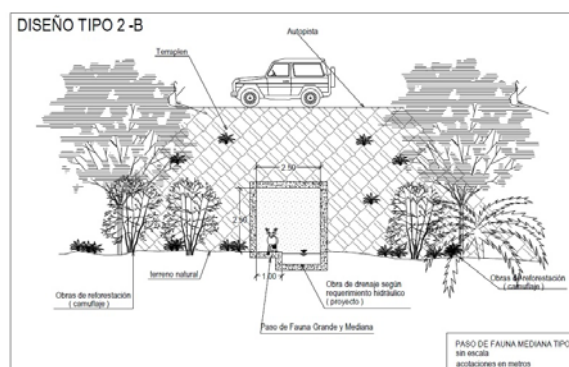 DISEÑO TIPO 2 -B
Autopista
Terraplen
2.50
2.50
1.00
terreno natural
Obras de reforestación
( camuflaje )
Obra de drenaje según
requerimiento hidráulico
( proyecto )
Obras de reforestación
( camuflaje )
Paso de Fauna Grande y Mediana
PASO DE FAUNA MEDIANA TIPO
sin escala
acotaciones en metros